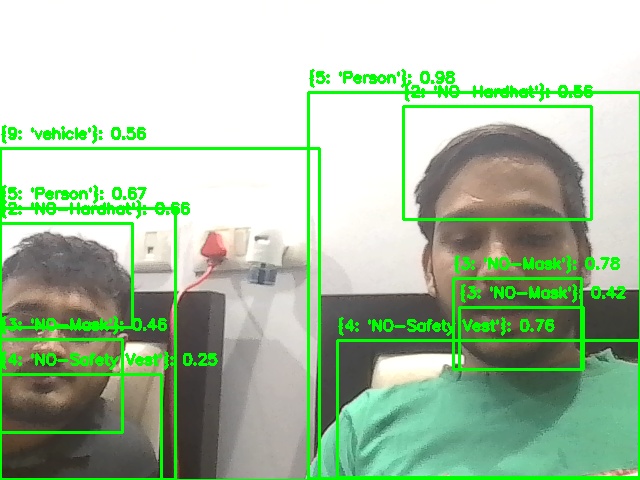 {5: 'Person'}: 0.98
{2: 'NO-Hardhat'}: 0.56
{9: 'vehicle'}: 0.56
{5: 'Person'}: 0.67
{2: 'NO-Hardhat'}: 0.66
{3: 'NO-Mask'}: 0.78
{3: 'NO-Mask'}: 0.42
{3: 'NO-Mask'}: 0.46
{4: 'NO-Safety Vest'}: 0.76
{4: 'NO-Safety Vest'}: 0.25